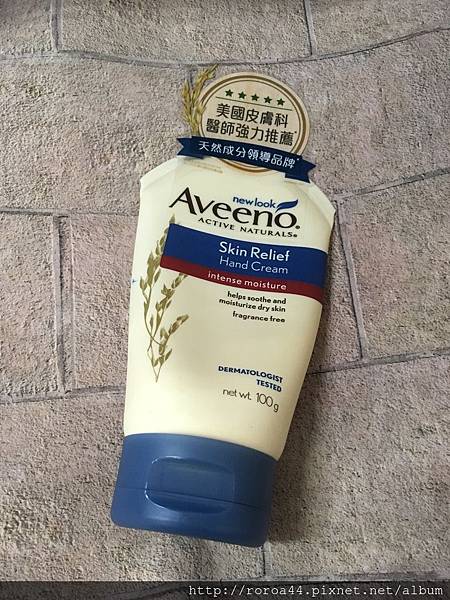 美國皮膚科
醫師強力推薦*
天然成分領導品牌*
new look
Aveeno®
ACTIVE NATURALS®
Skin Relief
Hand Cream
intense moisture
helps soothe and
moisturize dry skin
fragrance free
DERMATOLOGIST
TESTED
net wt. 100 g
http://roroa44.pixnet.net/album